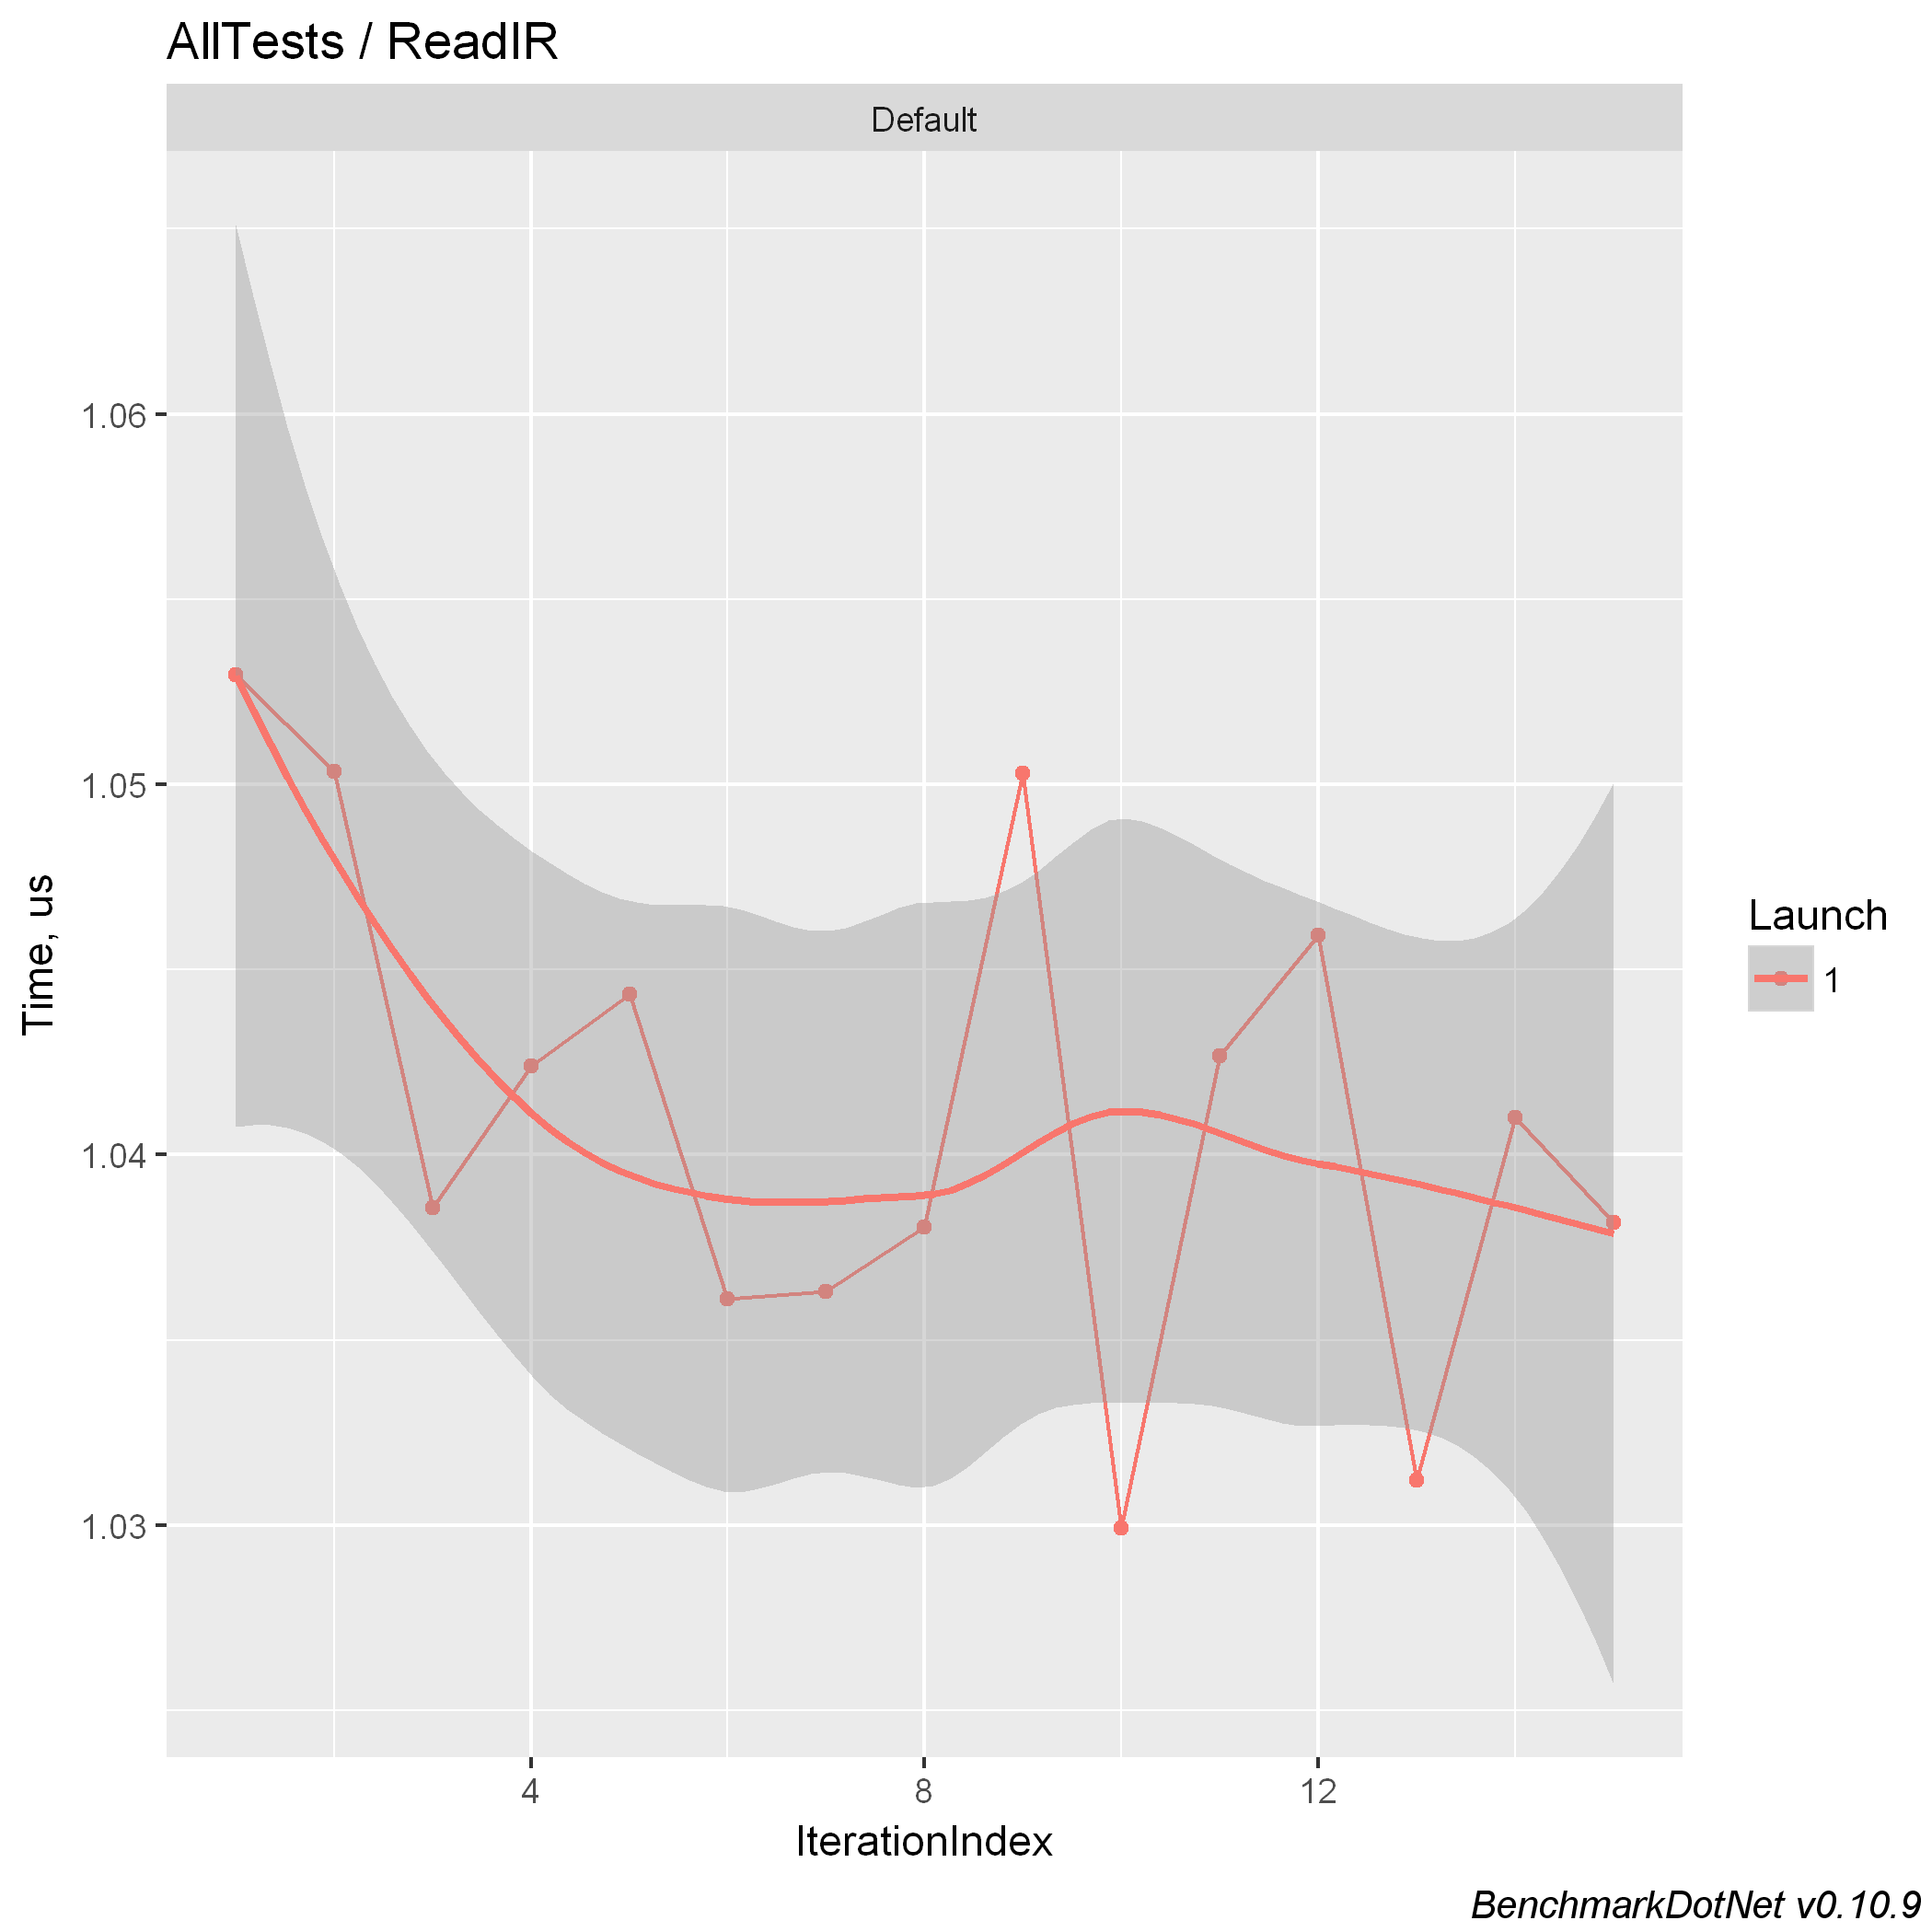 AllTests / ReadIR
Default
1.06
1.05
1.04
1.03
Time, us
4
8
12
IterationIndex
Launch
1
BenchmarkDotNet v0.10.9